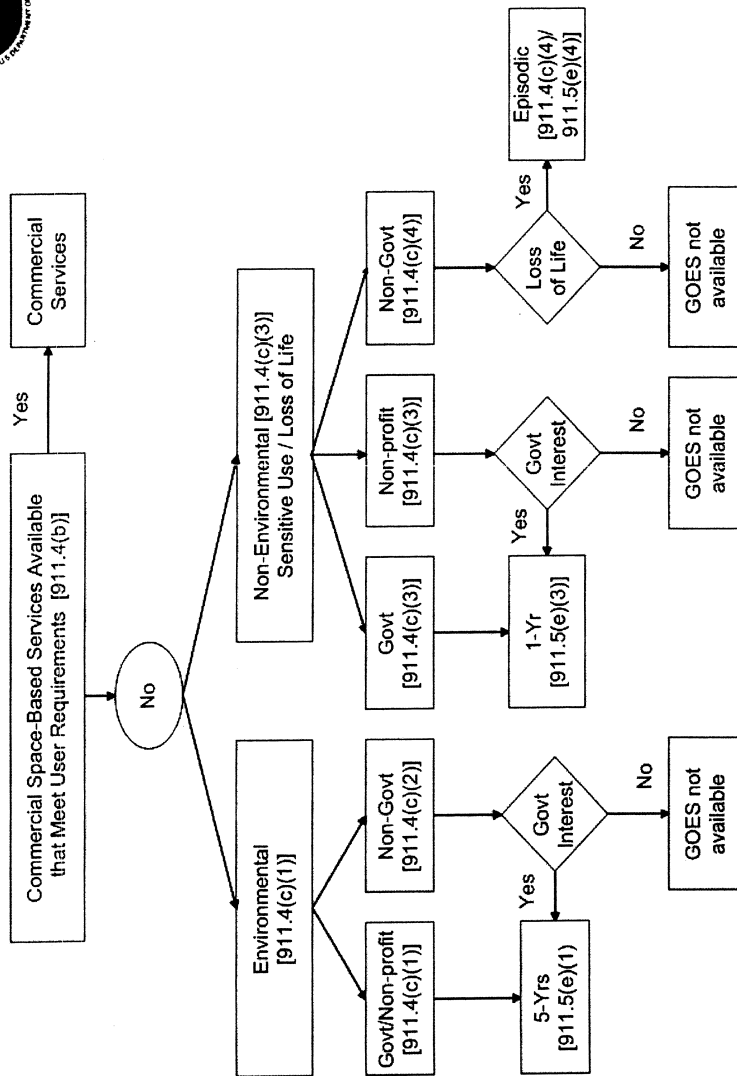 U.S. DEPARTMENT OF
Commercial Space-Based Services Available
that Meet User Requirements [911.4(b)]
Yes
Commercial
Services
No
Environmental
[911.4(c)(1)]
Non-Environmental [911.4(c)(3)]
Sensitive Use / Loss of Life
Govt/Non-profit
[911.4(c)(1)]
Non-Govt
[911.4(c)(2)]
Govt
[911.4(c)(3)]
Non-profit
[911.4(c)(3)]
Non-Govt
[911.4(c)(4)]
5-Yrs
[911.5(e)(1)
Yes
Govt
Interest
No
GOES not
available
1-Yr
[911.5(e)(3)]
Yes
Govt
Interest
No
GOES not
available
Loss
of Life
Yes
Episodic
[911.4(c)(4)/
911.5(e)(4)]
No
GOES not
available